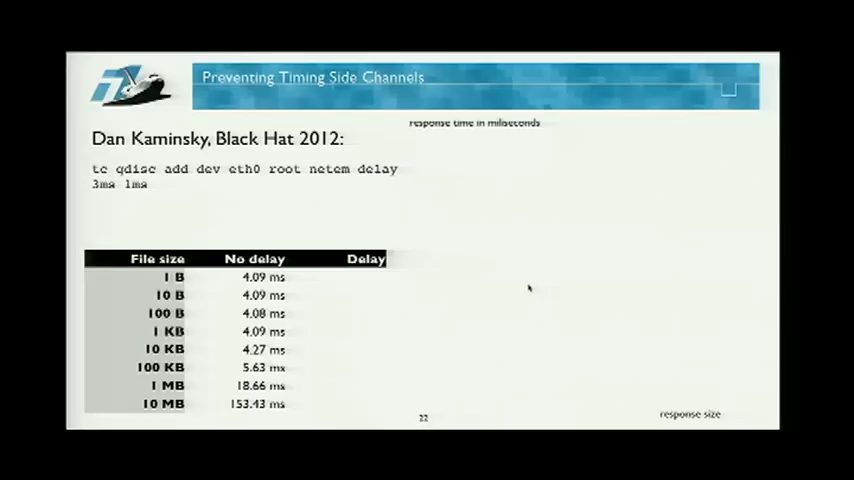 Preventing Timing Side Channels
response time in miliseconds
Dan Kaminsky, Black Hat 2012:
tc qdisc add dev eth0 root netem delay
3ms 1ms
File size No delay Delay
1 B 4.09 ms
10 B 4.09 ms
100 B 4.08 ms
1 KB 4.09 ms
10 KB 4.27 ms
100 KB 5.63 ms
1 MB 18.66 ms
10 MB 153.43 ms
22
response size